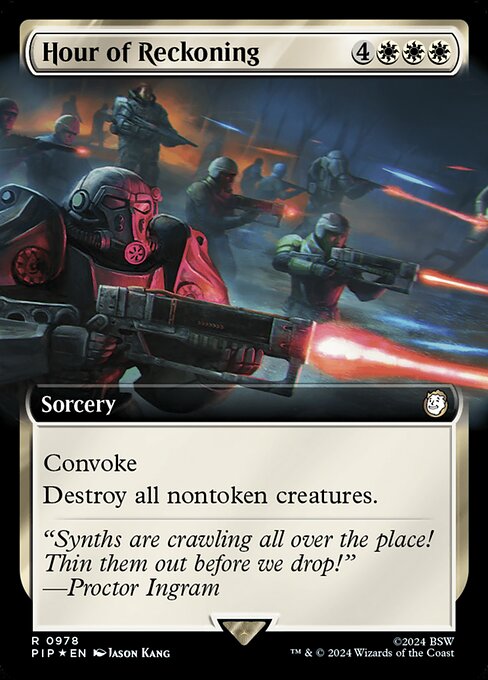 Hour of Reckoning 4
Sorcery
Convoke
Destroy all nontoken creatures.
“Synths are crawling all over the place!
Thin them out before we drop!”
—Proctor Ingram
R 0978 ©2024 BSW
PIP★EN Jason Kang ™ & © 2024 Wizards of the Coast